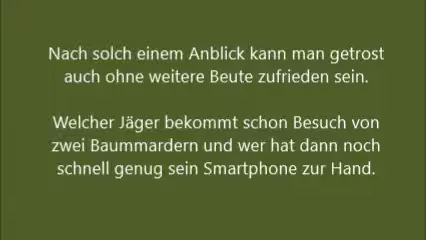 Nach solch einem Anblick kann man getrost
auch ohne weitere Beute zufrieden sein.
Welcher Jäger bekommt schon Besuch von
zwei Baummardern und wer hat dann noch
schnell genug sein Smartphone zur Hand.